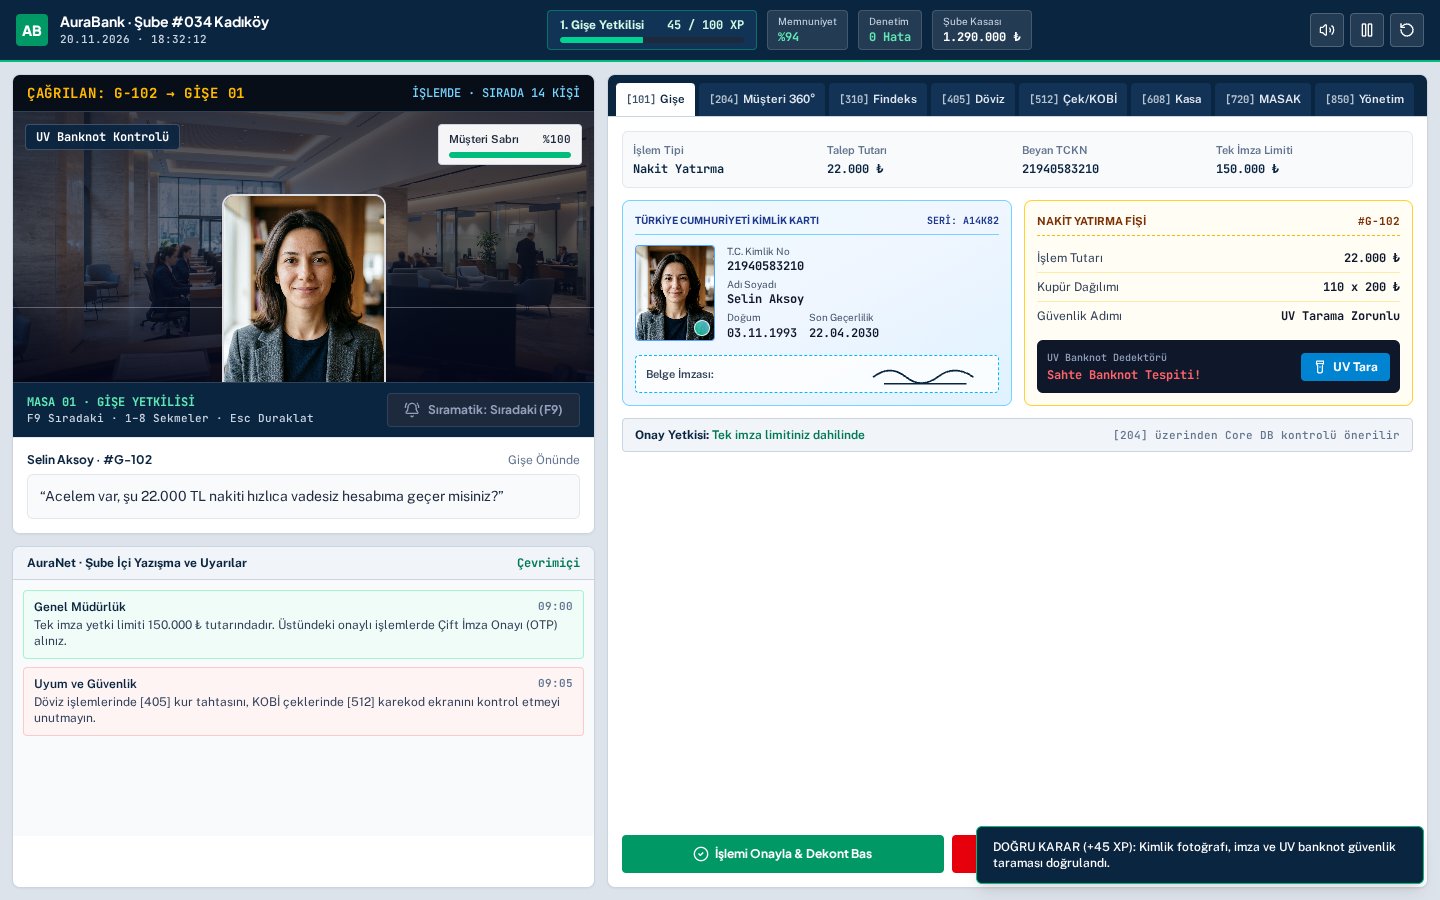 AB
AuraBank · Şube #034 Kadıköy
20.11.2026 · 18:32:12
1. Gişe Yetkilisi 45 / 100 XP
Memnuniyet
%94
Denetim
0 Hata
Şube Kasası
1.290.000 ₺
ÇAĞRILAN: G-102 → GİŞE 01
İŞLEMDE · SIRADA 14 KİŞİ
UV Banknot Kontrolü
Müşteri Sabrı %100
MASA 01 · GİŞE YETKİLİSİ
F9 Sıradaki · 1-8 Sekmeler · Esc Duraklat
Sıramatik: Sıradaki (F9)
Selin Aksoy · #G-102
Gişe Önünde
“Acelem var, şu 22.000 TL nakiti hızlıca vadesiz hesabıma geçer misiniz?”
AuraNet · Şube İçi Yazışma ve Uyarılar
Çevrimiçi
Genel Müdürlük 09:00
Tek imza yetki limiti 150.000 ₺ tutarındadır. Üstündeki onaylı işlemlerde Çift İmza Onayı (OTP)
alınız.
Uyum ve Güvenlik 09:05
Döviz işlemlerinde [405] kur tahtasını, KOBİ çeklerinde [512] karekod ekranını kontrol etmeyi
unutmayın.
[101] Gişe
[204] Müşteri 360°
[310] Findeks
[405] Döviz
[512] Çek/KOBİ
[608] Kasa
[720] MASAK
[850] Yönetim
İşlem Tipi
Nakit Yatırma
Talep Tutarı
22.000 ₺
Beyan TCKN
21940583210
Tek İmza Limiti
150.000 ₺
TÜRKİYE CUMHURİYETİ KİMLİK KARTI
SERİ: A14K82
T.C. Kimlik No
21940583210
Adı Soyadı
Selin Aksoy
Doğum
03.11.1993
Son Geçerlilik
22.04.2030
Belge İmzası:
NAKİT YATIRMA FİŞİ
#G-102
İşlem Tutarı 22.000 ₺
Kupür Dağılımı 110 x 200 ₺
Güvenlik Adımı UV Tarama Zorunlu
UV Banknot Dedektörü
Sahte Banknot Tespiti!
UV Tara
Onay Yetkisi: Tek imza limitiniz dahilinde
[204] üzerinden Core DB kontrolü önerilir
İşlemi Onayla & Dekont Bas
DOĞRU KARAR (+45 XP): Kimlik fotoğrafı, imza ve UV banknot güvenlik
taraması doğrulandı.